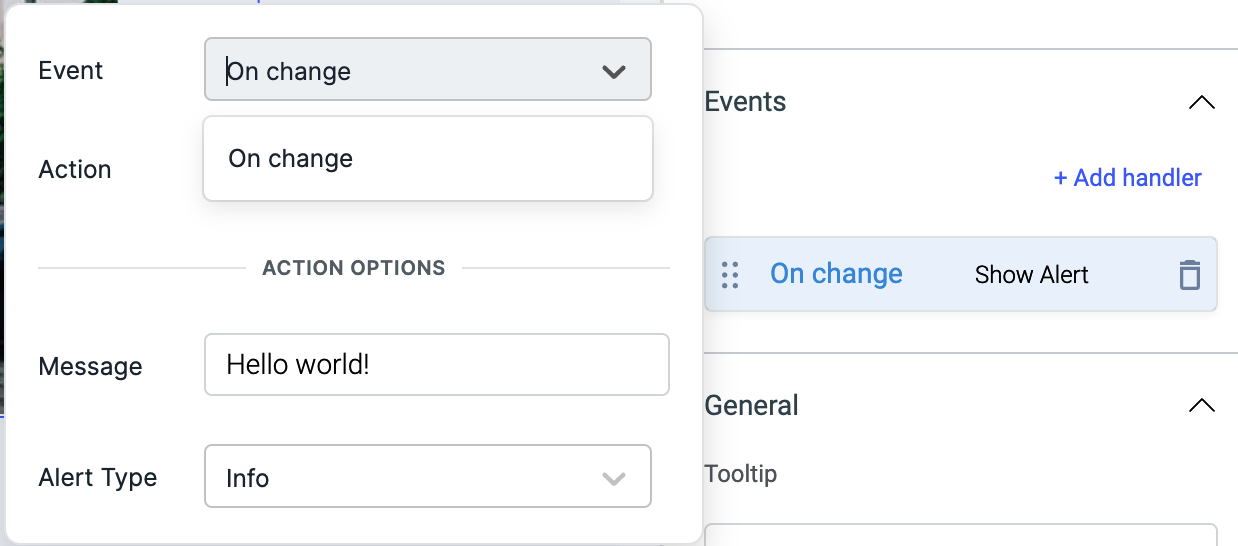 Event
On change
On change
Action
ACTION OPTIONS
Message
Hello world!
Alert Type
Info
Events
+ Add handler
On change
Show Alert
General
Tooltip